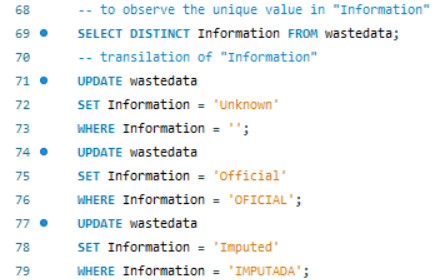 68 -- to observe the unique value in "Information"
69 SELECT DISTINCT Information FROM wastedata;
70 -- transilation of "Information"
71 UPDATE wastedata
72 SET Information = 'Unknown'
73 WHERE Information = '';
74 UPDATE wastedata
75 SET Information = 'Official'
76 WHERE Information = 'OFICIAL';
77 UPDATE wastedata
78 SET Information = 'Imputed'
79 WHERE Information = 'IMPUTADA';